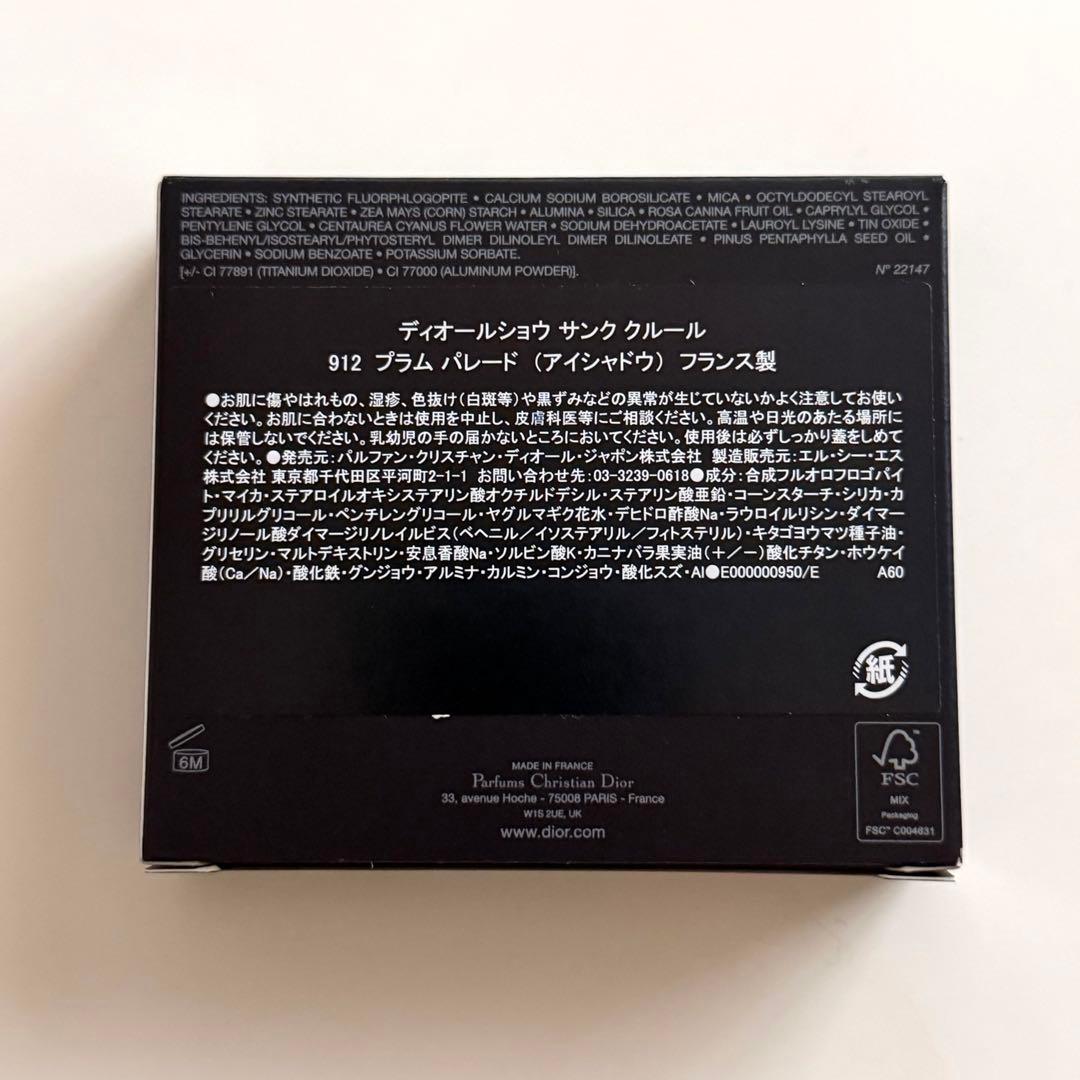 INGREDIENTS: SYNTHETIC FLUORPHLOGOPITE • CALCIUM SODIUM BOROSILICATE • MICA • OCTYLDODECYL STEAROYL
STEARATE • ZINC STEARATE • ZEA MAYS (CORN) STARCH • ALUMINA • SILICA • ROSA CANINA FRUIT OIL • CAPRYLYL GLYCOL •
PENTYLENE GLYCOL • CENTAUREA CYANUS FLOWER WATER • SODIUM DEHYDROACETATE • LAUROYL LYSINE • TIN OXIDE •
BIS-BEHENYL/ISOSTEARYL/PHYTOSTERYL DIMER DILINOLEYL DIMER DILINOLEATE • PINUS PENTAPHYLLA SEED OIL •
GLYCERIN • SODIUM BENZOATE • POTASSIUM SORBATE.
[+/- CI 77891 (TITANIUM DIOXIDE) • CI 77000 (ALUMINUM POWDER)]. N° 22147
ディオールショウ サンク クルール
912 プラム パレード （アイシャドウ） フランス製
●お肌に傷やはれもの、湿疹、色抜け(白斑等)や黒ずみなどの異常が生じていないかよく注意してお使
いください。お肌に合わないときは使用を中止し、皮膚科医等にご相談ください。高温や日光のあたる場所に
は保管しないでください。乳幼児の手の届かないところにおいてください。使用後は必ずしっかり蓋をしめて
ください。●発売元：パルファン・クリスチャン・ディオール・ジャポン株式会社 製造販売元：エル・シー・エス
株式会社 東京都千代田区平河町2-1-1 お問い合わせ先：03-3239-0618●成分：合成フルオロフロゴパイ
ト・マイカ・ステアロイルオキシステアリン酸オクチルドデシル・ステアリン酸亜鉛・コーンスターチ・シリカ・カ
プリリルグリコール・ペンチレングリコール・ヤグルマギク花水・デヒドロ酢酸Na・ラウロイルリシン・ダイマー
ジリノール酸ダイマージリノレイルビス(ベヘニル／イソステアリル／フィトステリル)・キタゴヨウマツ種子油・
グリセリン・マルトデキストリン・安息香酸Na・ソルビン酸K・カニナバラ果実油(＋／－)酸化チタン・ホウケイ
酸(Ca／Na)・酸化鉄・グンジョウ・アルミナ・カルミン・コンジョウ・酸化スズ・Al●E000000950/E A60
紙
6M
MADE IN FRANCE
Parfums Christian Dior
33, avenue Hoche - 75008 PARIS - France
W1S 2UE, UK
www.dior.com
FSC
MIX
Packaging
FSC™ C004631